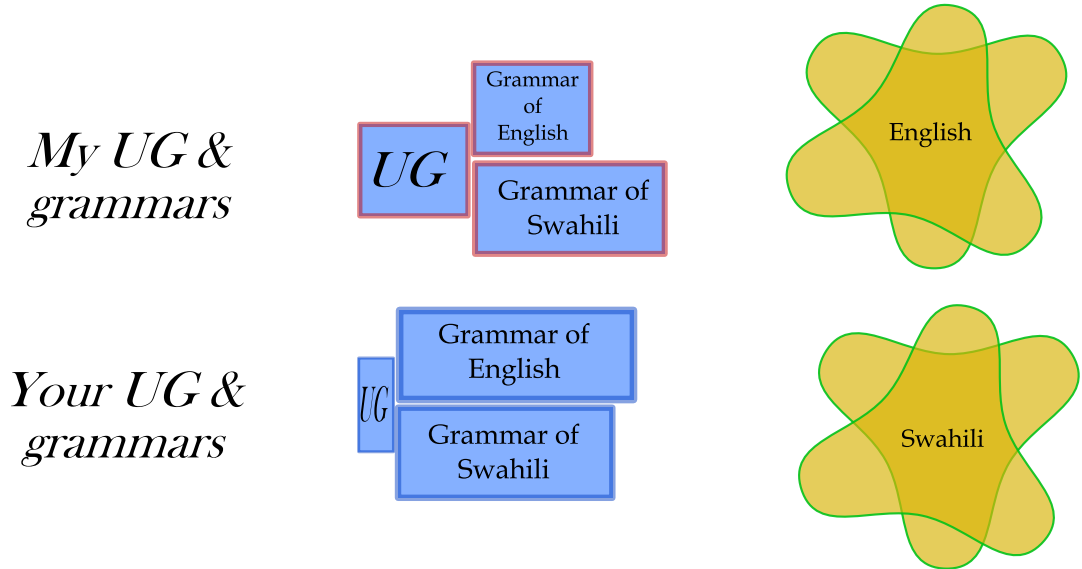 My UG &
grammars
UG
Grammar
of
English
Grammar of
Swahili
English
Your UG &
grammars
UG
Grammar of
English
Grammar of
Swahili
Swahili